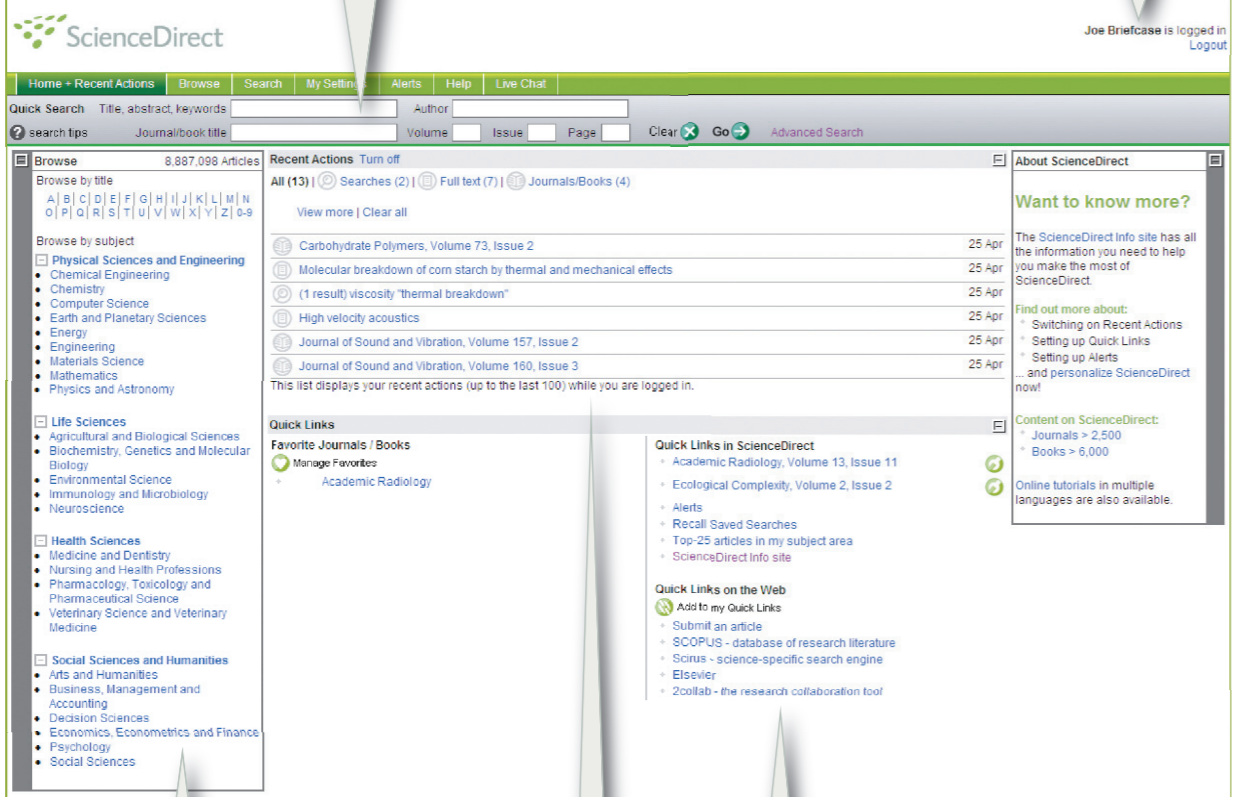 ScienceDirect
Joe Briefcase is logged in
Logout
Home + Recent Actions Browse Search My Settings Alerts Help Live Chat
Quick Search Title, abstract, keywords Author
? search tips Journal/book title Volume Issue Page Clear Go Advanced Search
Browse 8,887,098 Articles
Browse by title
A| B| C| D| E| F| G| H| I| J| K| L| M| N
O| P| Q| R| S| T| U| V| W| X| Y| Z| 0-9
Browse by subject
Physical Sciences and Engineering
Chemical Engineering
Chemistry
Computer Science
Earth and Planetary Sciences
Energy
Engineering
Materials Science
Mathematics
Physics and Astronomy
Life Sciences
Agricultural and Biological Sciences
Biochemistry, Genetics and Molecular
Biology
Environmental Science
Immunology and Microbiology
Neuroscience
Health Sciences
Medicine and Dentistry
Nursing and Health Professions
Pharmacology, Toxicology and
Pharmaceutical Science
Veterinary Science and Veterinary
Medicine
Social Sciences and Humanities
Arts and Humanities
Business, Management and
Accounting
Decision Sciences
Economics, Econometrics and Finance
Psychology
Social Sciences
Recent Actions Turn off
All (13) | Searches (2) | Full text (7) | Journals/Books (4)
View more | Clear all
Carbohydrate Polymers, Volume 73, Issue 2 25 Apr
Molecular breakdown of corn starch by thermal and mechanical effects 25 Apr
(1 result) viscosity "thermal breakdown" 25 Apr
High velocity acoustics 25 Apr
Journal of Sound and Vibration, Volume 157, Issue 2 25 Apr
Journal of Sound and Vibration, Volume 160, Issue 3 25 Apr
This list displays your recent actions (up to the last 100) while you are logged in.
Quick Links
Favorite Journals / Books
Manage Favorites
Academic Radiology
Quick Links in ScienceDirect
Academic Radiology, Volume 13, Issue 11
Ecological Complexity, Volume 2, Issue 2
Alerts
Recall Saved Searches
Top-25 articles in my subject area
ScienceDirect Info site
Quick Links on the Web
Add to my Quick Links
Submit an article
SCOPUS - database of research literature
Scirus - science-specific search engine
Elsevier
2collab - the research collaboration tool
About ScienceDirect
Want to know more?
The ScienceDirect Info site has all
the information you need to help
you make the most of
ScienceDirect.
Find out more about:
Switching on Recent Actions
Setting up Quick Links
Setting up Alerts
... and personalize ScienceDirect
now!
Content on ScienceDirect:
Journals > 2,500
Books > 6,000
Online tutorials in multiple
languages are also available.